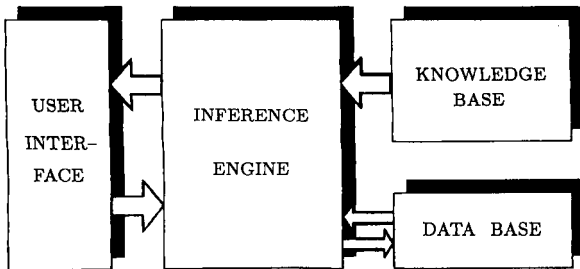 USER
INTER-
FACE
INFERENCE
ENGINE
KNOWLEDGE
BASE
DATA BASE